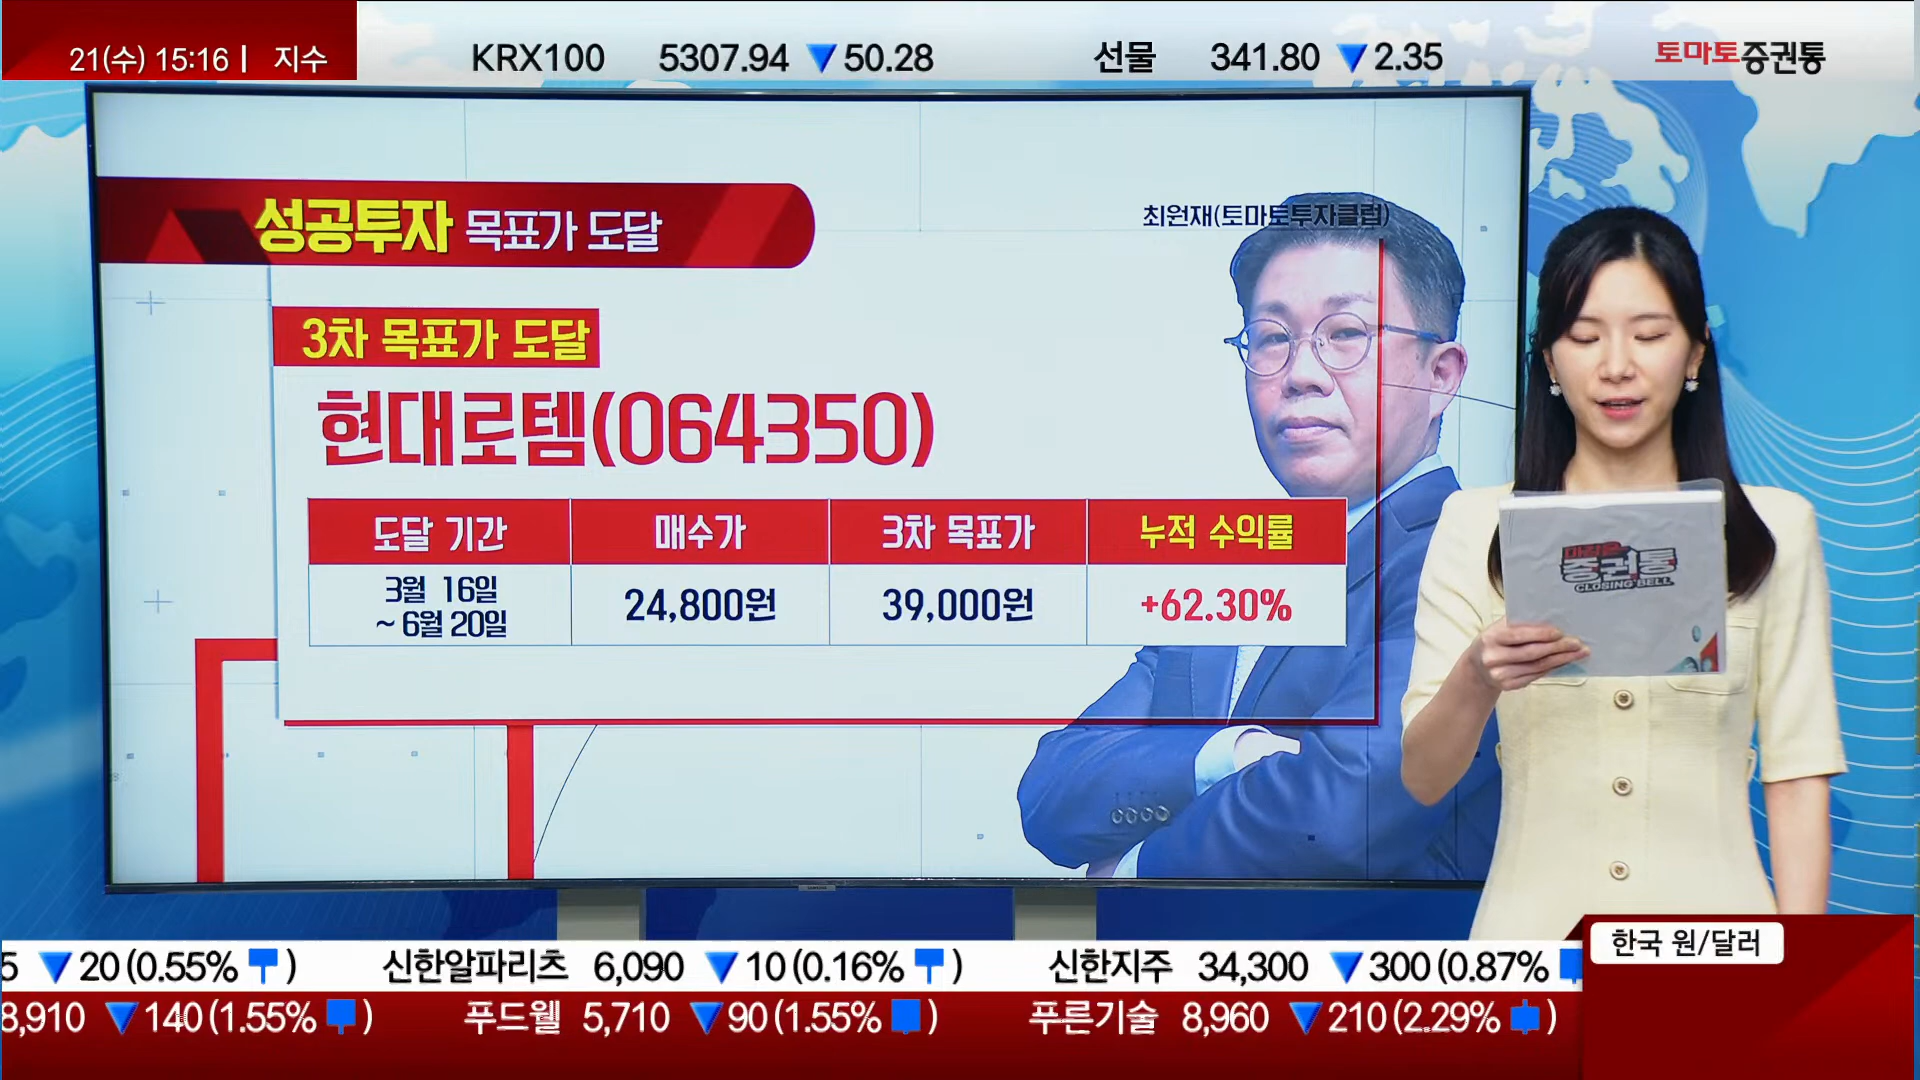 21(수) 15:16 | 지수 KRX100 5307.94 ▼50.28 선물 341.80 ▼2.35
토마토증권통
성공투자 목표가 도달
최원재(토마토투자클럽)
3차 목표가 도달
현대로템(064350)
도달 기간 매수가 3차 목표가 누적 수익률
3월 16일
~ 6월 20일 24,800원 39,000원 +62.30%
증권통
CLOSING BELL
SAMSUNG
한국 원/달러
5 ▼20(0.55% ) 신한알파리츠 6,090 ▼10(0.16% ) 신한지주 34,300 ▼300(0.87%
8,910 ▼140(1.55% ) 푸드웰 5,710 ▼90(1.55% ) 푸른기술 8,960 ▼210(2.29% )